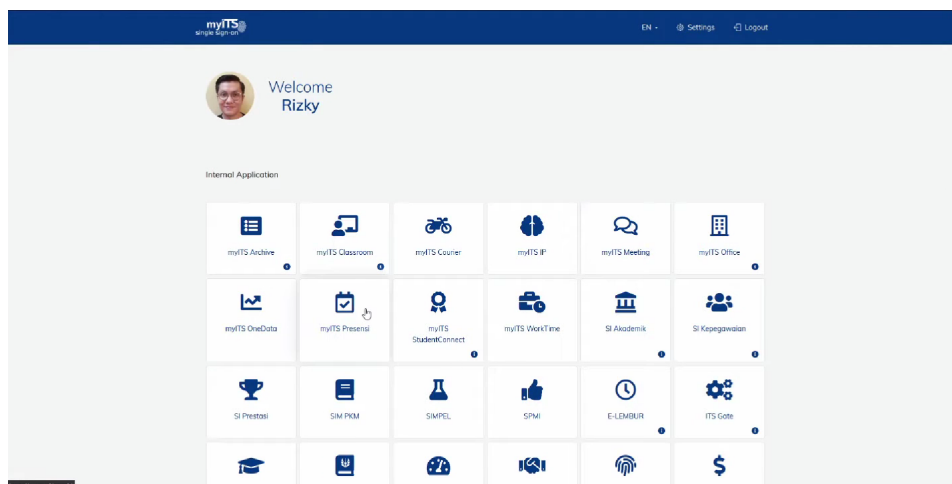 myITS
single sign-on
EN
Settings
Logout
Welcome
Rizky
Internal Application
myITS Archive
myITS Classroom
myITS Courier
myITS IP
myITS Meeting
myITS Office
myITS OneData
myITS Presensi
myITS
StudentConnect
myITS WorkTime
SI Akademik
SI Kepegawaian
SI Prestasi
SIM PKM
SIMPEL
SPMI
E-LEMBUR
ITS Gate